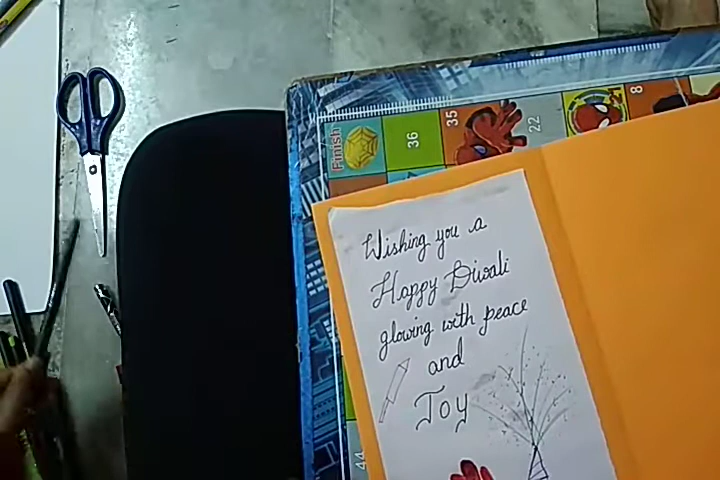 Finish
36
35
22
8
Wishing you a
Happy Diwali
glowing with peace
and
Joy
44